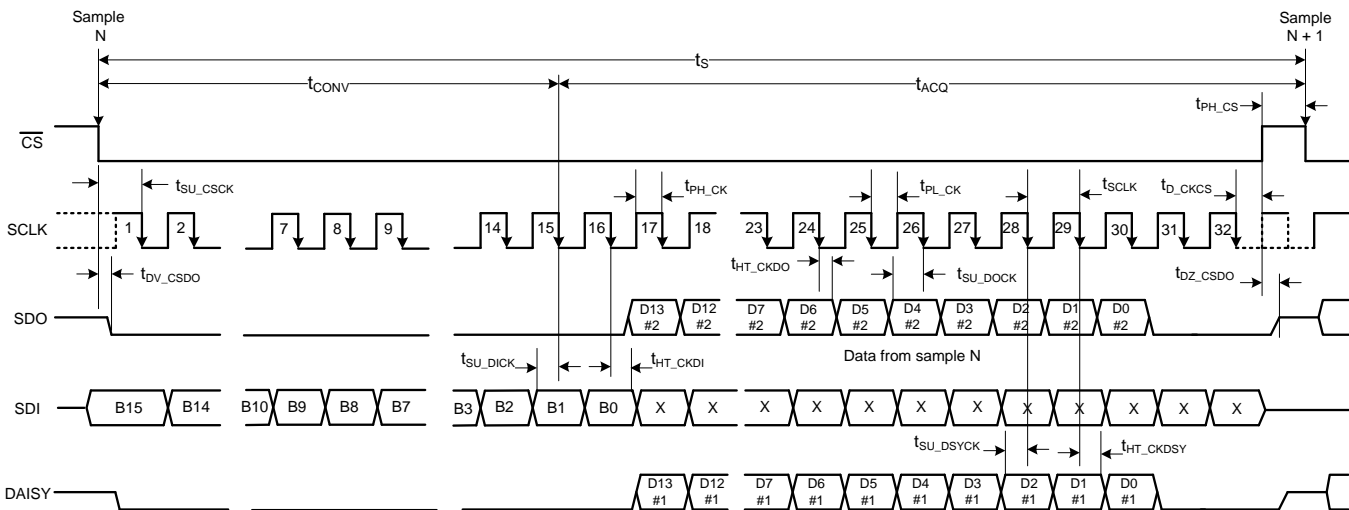 Sample Sample
N N + 1
tS
tCONV tACQ
tPH_CS
CS
tSU_CSCK tPH_CK tPL_CK tSCLK tD_CKCS
SCLK 1 2 7 8 9 14 15 16 17 18 23 24 25 26 27 28 29 30 31 32
tDV_CSDO tHT_CKDO tSU_DOCK tDZ_CSDO
SDO D13 #2 D12 #2 D7 #2 D6 #2 D5 #2 D4 #2 D3 #2 D2 #2 D1 #2 D0 #2
tSU_DICK tHT_CKDI Data from sample N
SDI B15 B14 B10 B9 B8 B7 B3 B2 B1 B0 X X X X X X X X X X X X
tSU_DSYCK tHT_CKDSY
DAISY D13 #1 D12 #1 D7 #1 D6 #1 D5 #1 D4 #1 D3 #1 D2 #1 D1 #1 D0 #1